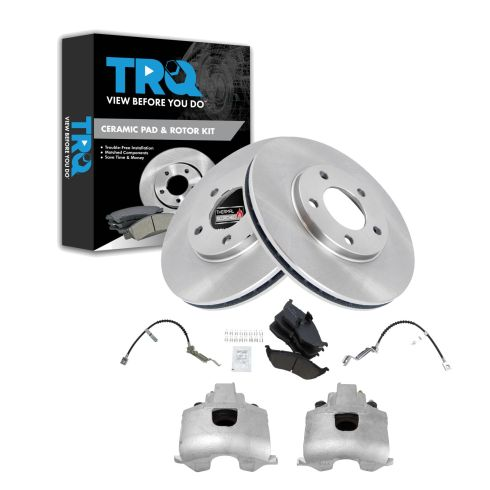 TRQ
VIEW BEFORE YOU DO
CERAMIC PAD & ROTOR KIT
• Trouble-Free Installation
• Matched Components
• Save Time & Money
TRQ
VIEW BEFORE
YOU DO
THERMAL